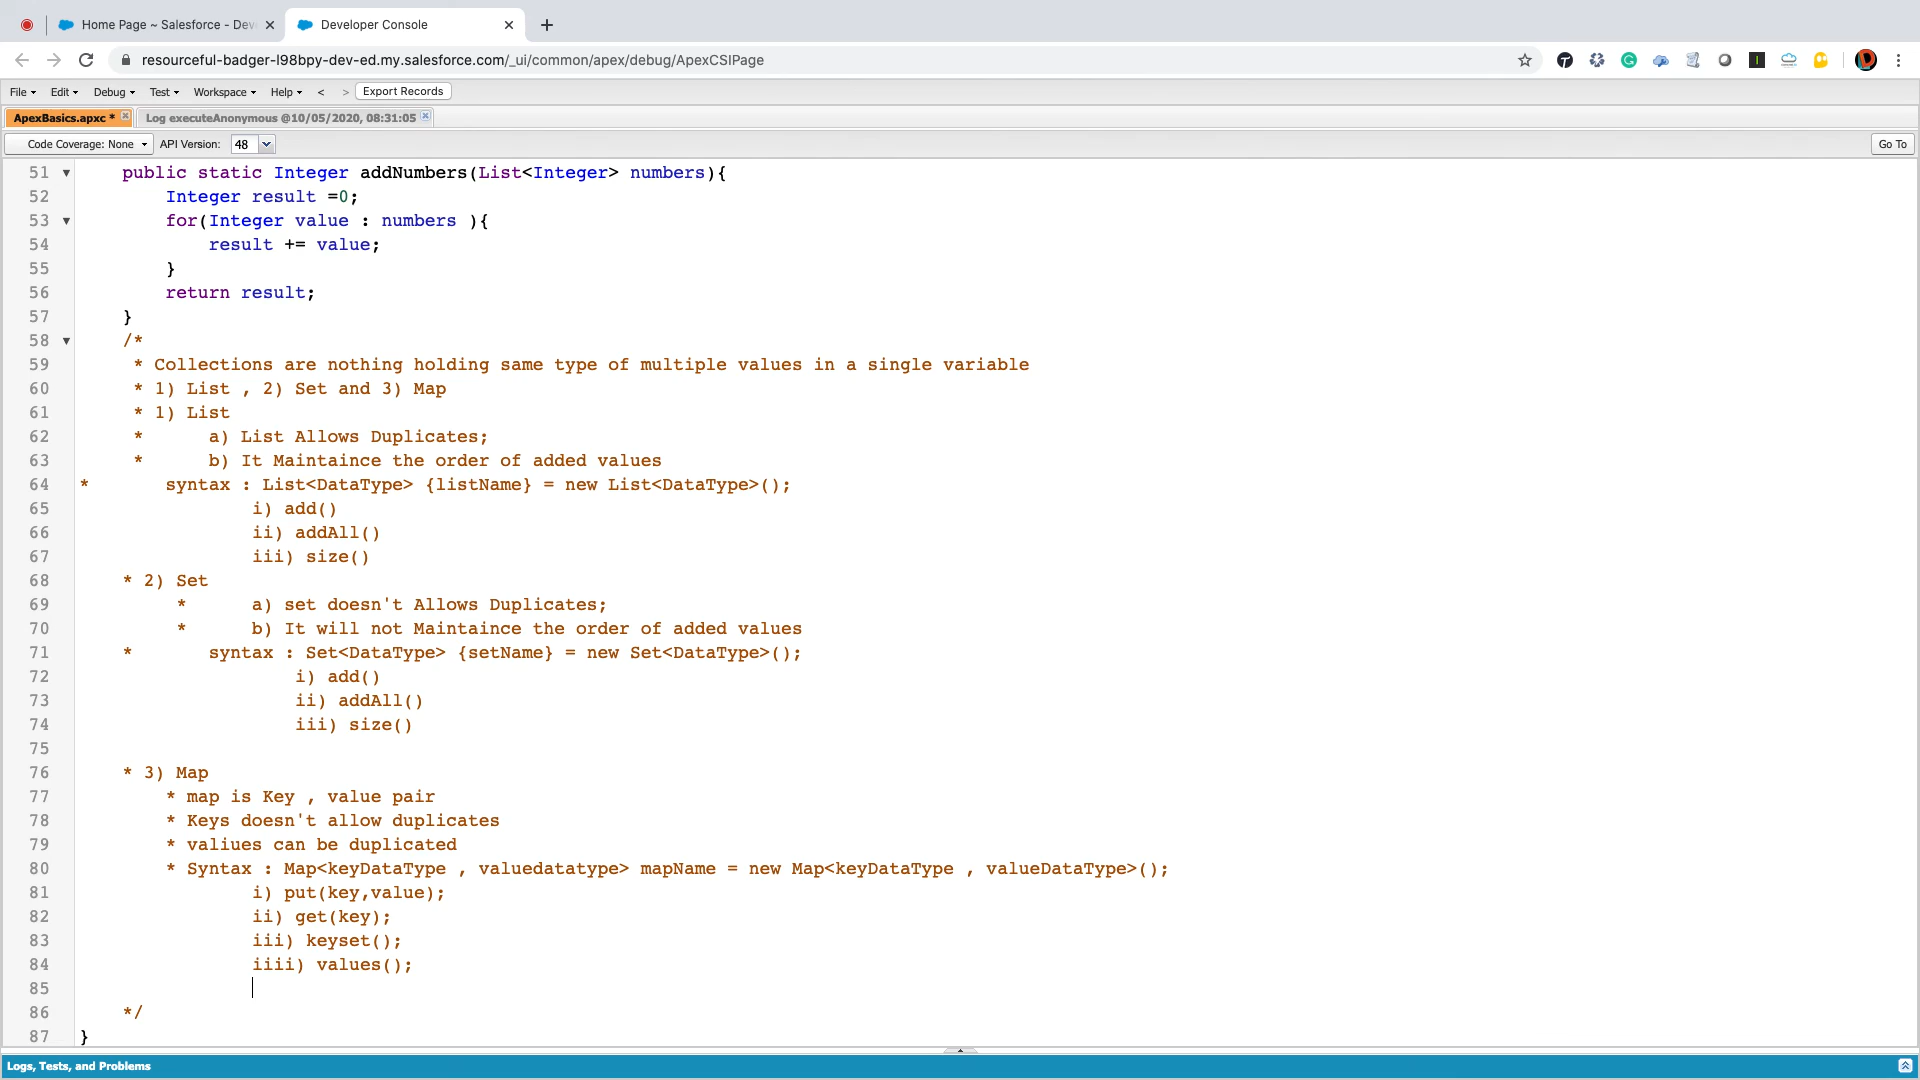 Home Page ~ Salesforce - Dev
Developer Console
resourceful-badger-l98bpy-dev-ed.my.salesforce.com/_ui/common/apex/debug/ApexCSIPage
File Edit Debug Test Workspace Help < > Export Records
ApexBasics.apxc * Log executeAnonymous @10/05/2020, 08:31:05
Code Coverage: None API Version: 48 Go To
51 public static Integer addNumbers(List<Integer> numbers){
52 Integer result =0;
53 for(Integer value : numbers ){
54 result += value;
55 }
56 return result;
57 }
58 /*
59 * Collections are nothing holding same type of multiple values in a single variable
60 * 1) List , 2) Set and 3) Map
61 * 1) List
62 * a) List Allows Duplicates;
63 * b) It Maintaince the order of added values
64 * syntax : List<DataType> {listName} = new List<DataType>();
65 i) add()
66 ii) addAll()
67 iii) size()
68 * 2) Set
69 * a) set doesn't Allows Duplicates;
70 * b) It will not Maintaince the order of added values
71 * syntax : Set<DataType> {setName} = new Set<DataType>();
72 i) add()
73 ii) addAll()
74 iii) size()
75
76 * 3) Map
77 * map is Key , value pair
78 * Keys doesn't allow duplicates
79 * valiues can be duplicated
80 * Syntax : Map<keyDataType , valuedatatype> mapName = new Map<keyDataType , valueDataType>();
81 i) put(key,value);
82 ii) get(key);
83 iii) keyset();
84 iiii) values();
85
86 */
87 }
Logs, Tests, and Problems